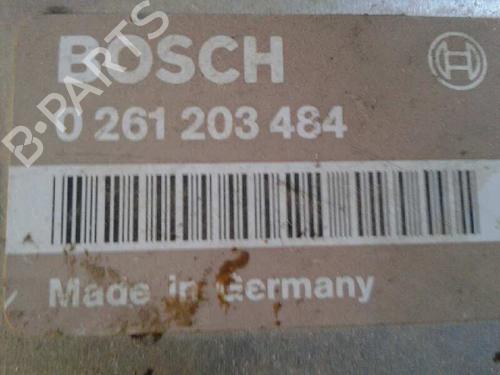 BOSCH
0 261 203 484
Made in Germany
B-PARTS